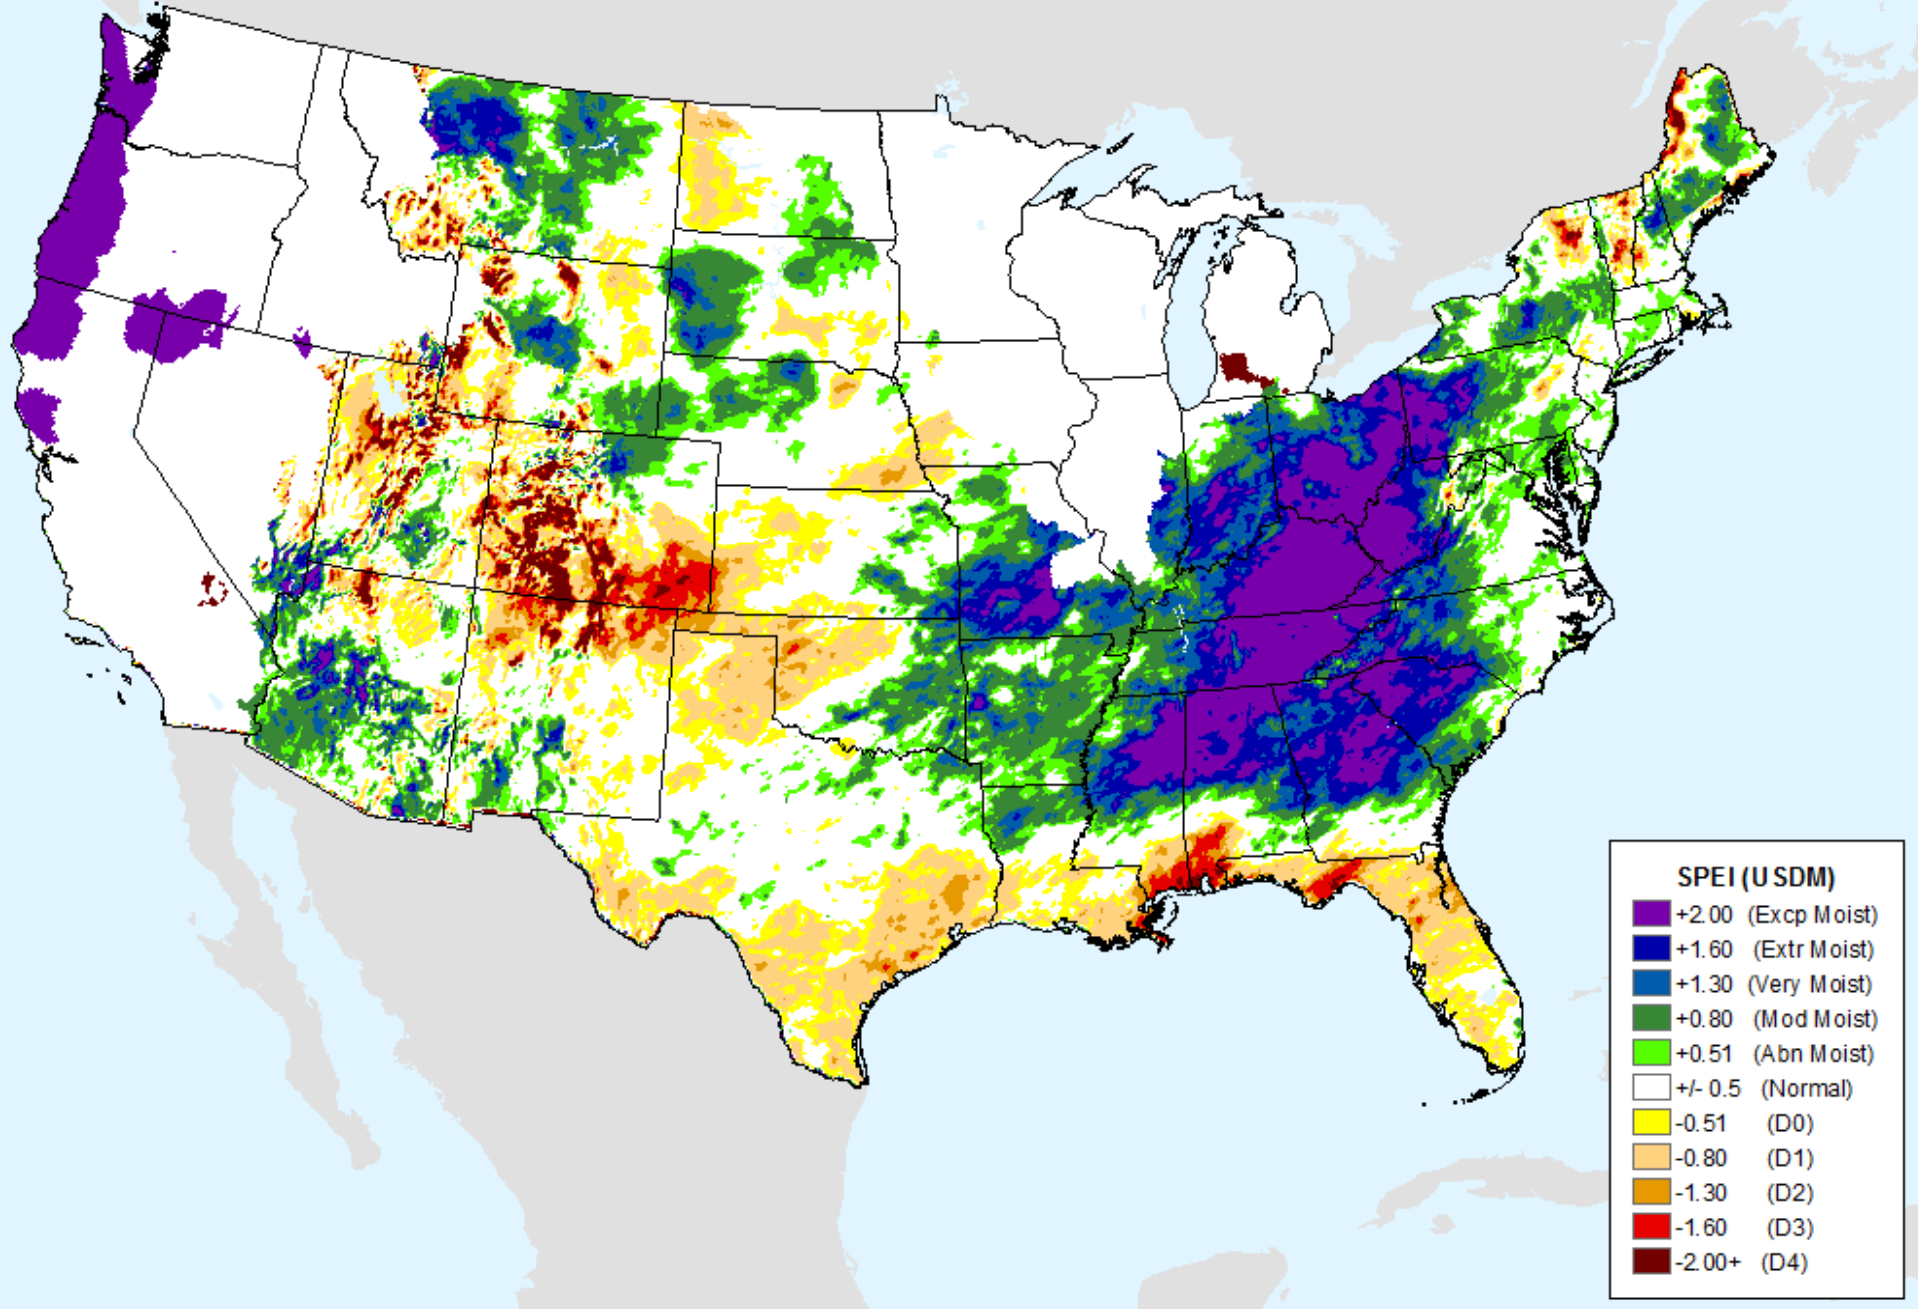 SPEI (USDM)
+2.00 (Excp Moist)
+1.60 (Extr Moist)
+1.30 (Very Moist)
+0.80 (Mod Moist)
+0.51 (Abn Moist)
+/- 0.5 (Normal)
-0.51 (D0)
-0.80 (D1)
-1.30 (D2)
-1.60 (D3)
-2.00+ (D4)